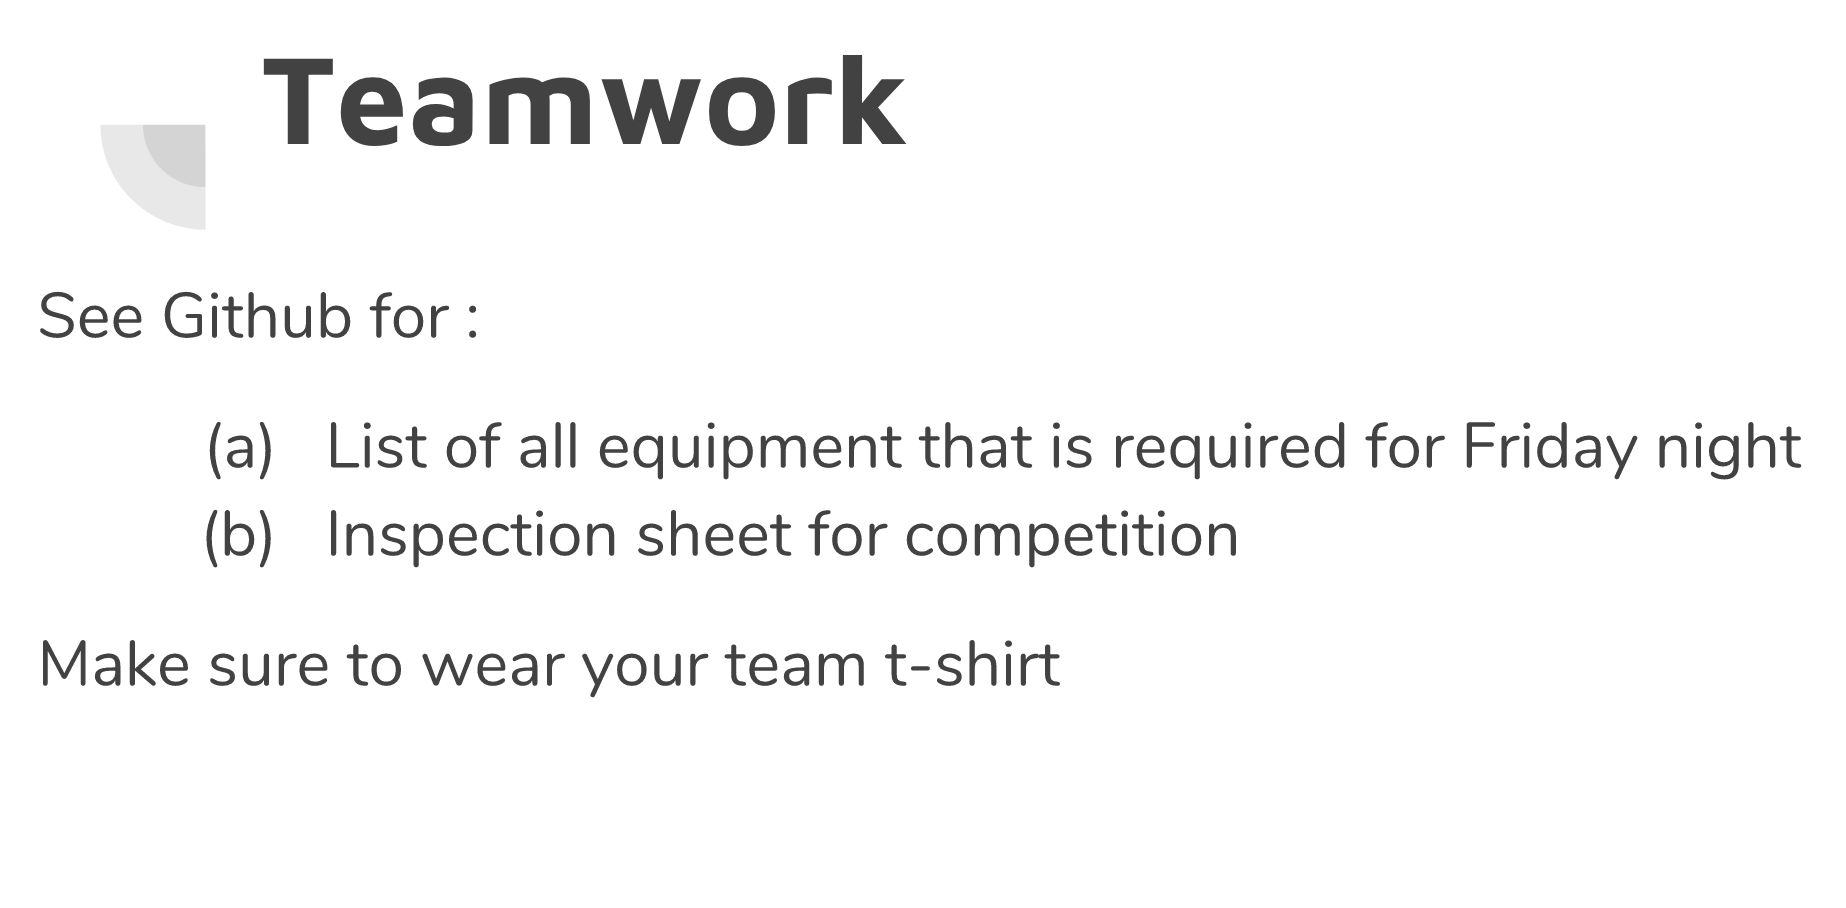 Teamwork
See Github for :
(a) List of all equipment that is required for Friday night
(b) Inspection sheet for competition
Make sure to wear your team t-shirt